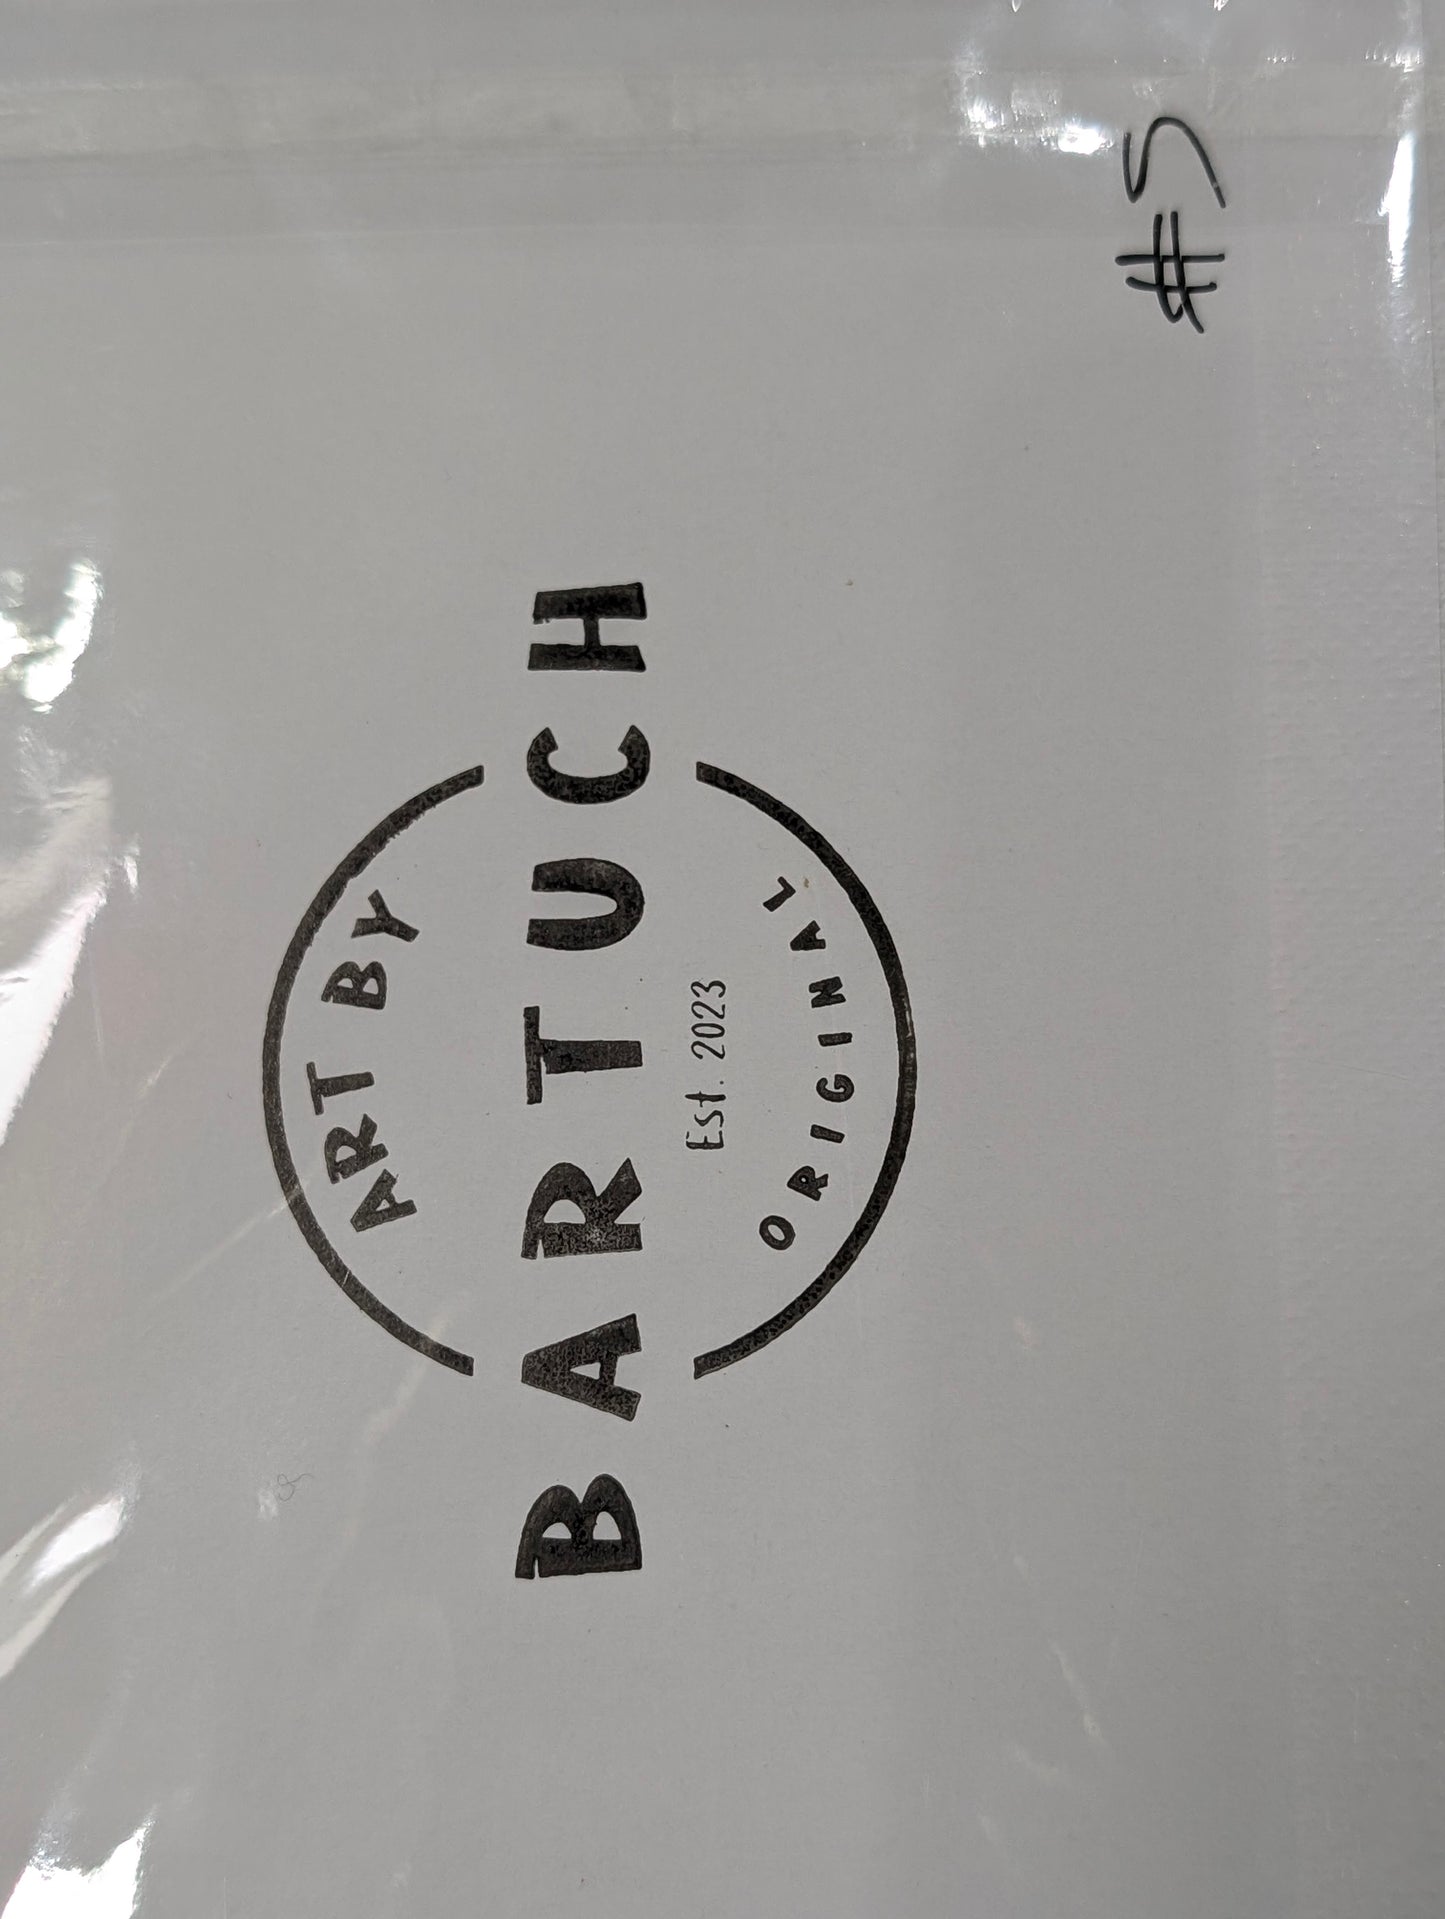 #5
ART BY
BARTUCH
Est. 2023
ORIGINAL